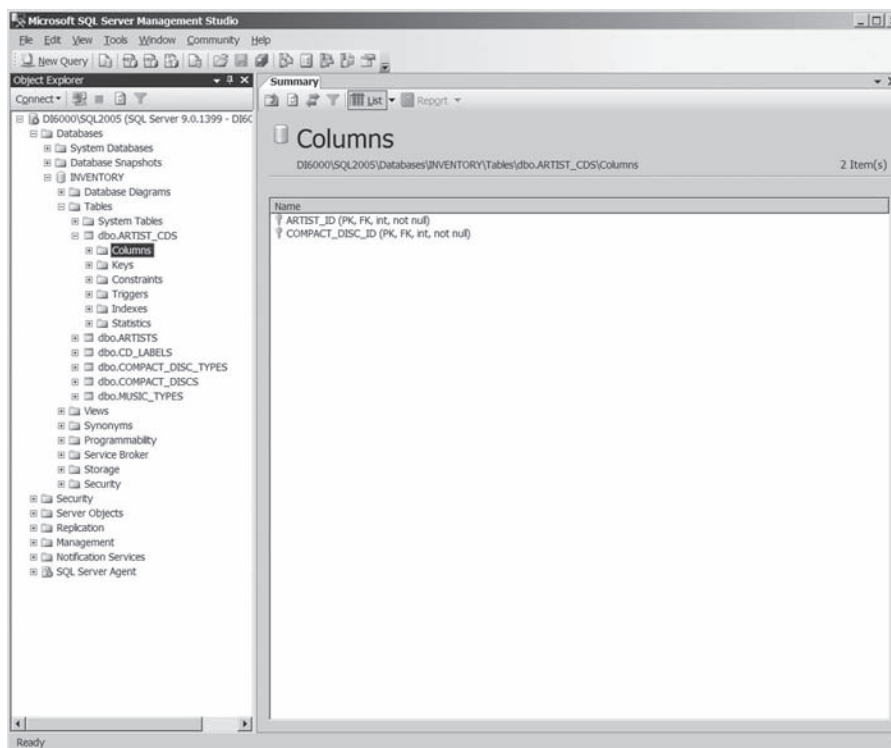 Microsoft SQL Server Management Studio
File Edit View Tools Window Community Help
New Query
Object Explorer
Connect
DI6000\SQL2005 (SQL Server 9.0.1399 - DI60
Databases
System Databases
Database Snapshots
INVENTORY
Database Diagrams
Tables
System Tables
dbo.ARTIST_CDS
Columns
Keys
Constraints
Triggers
Indexes
Statistics
dbo.ARTISTS
dbo.CD_LABELS
dbo.COMPACT_DISC_TYPES
dbo.COMPACT_DISCS
dbo.MUSIC_TYPES
Views
Synonyms
Programmability
Service Broker
Storage
Security
Security
Server Objects
Replication
Management
Notification Services
SQL Server Agent
Summary
List Report
Columns
DI6000\SQL2005\Databases\INVENTORY\Tables\dbo.ARTIST_CDS\Columns 2 Item(s)
Name
ARTIST_ID (PK, FK, int, not null)
COMPACT_DISC_ID (PK, FK, int, not null)
Ready